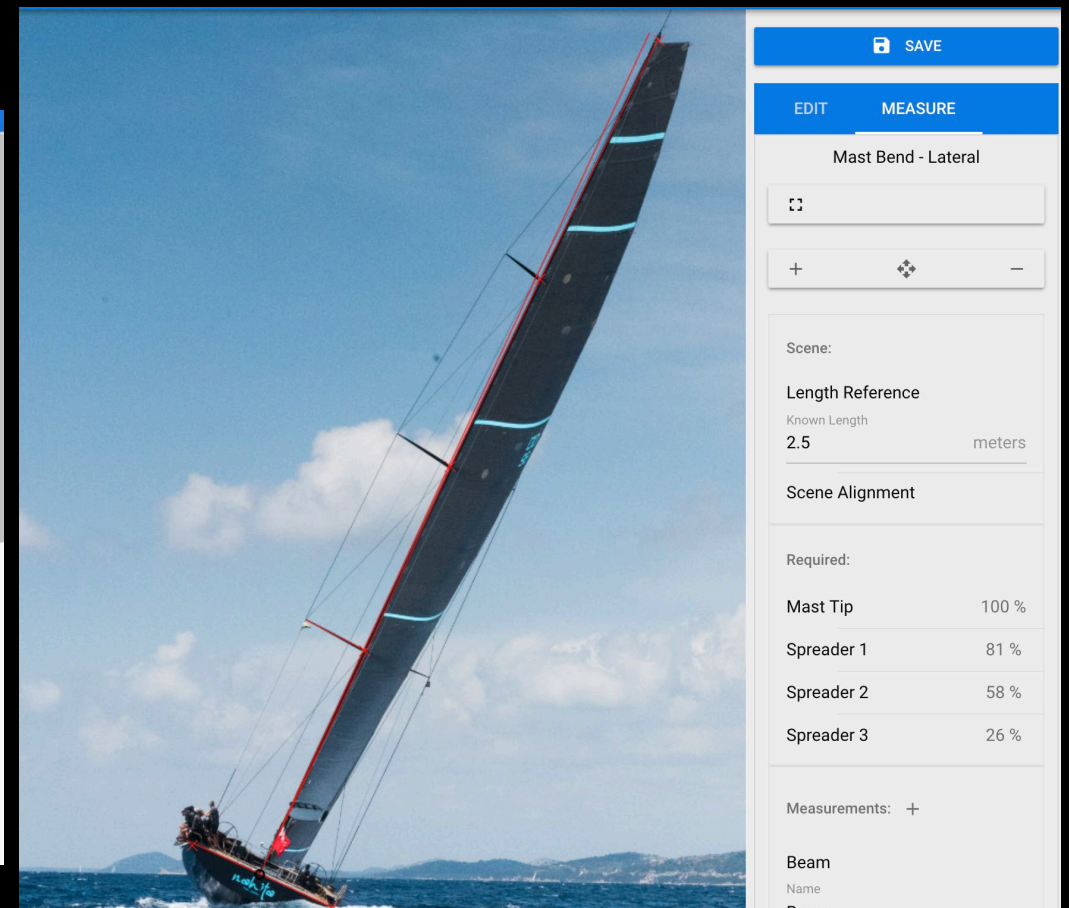 SAVE
EDIT MEASURE
Mast Bend - Lateral
Scene:
Length Reference
Known Length
2.5 meters
Scene Alignment
Required:
Mast Tip 100 %
Spreader 1 81 %
Spreader 2 58 %
Spreader 3 26 %
Measurements:
Beam
Name
nahita